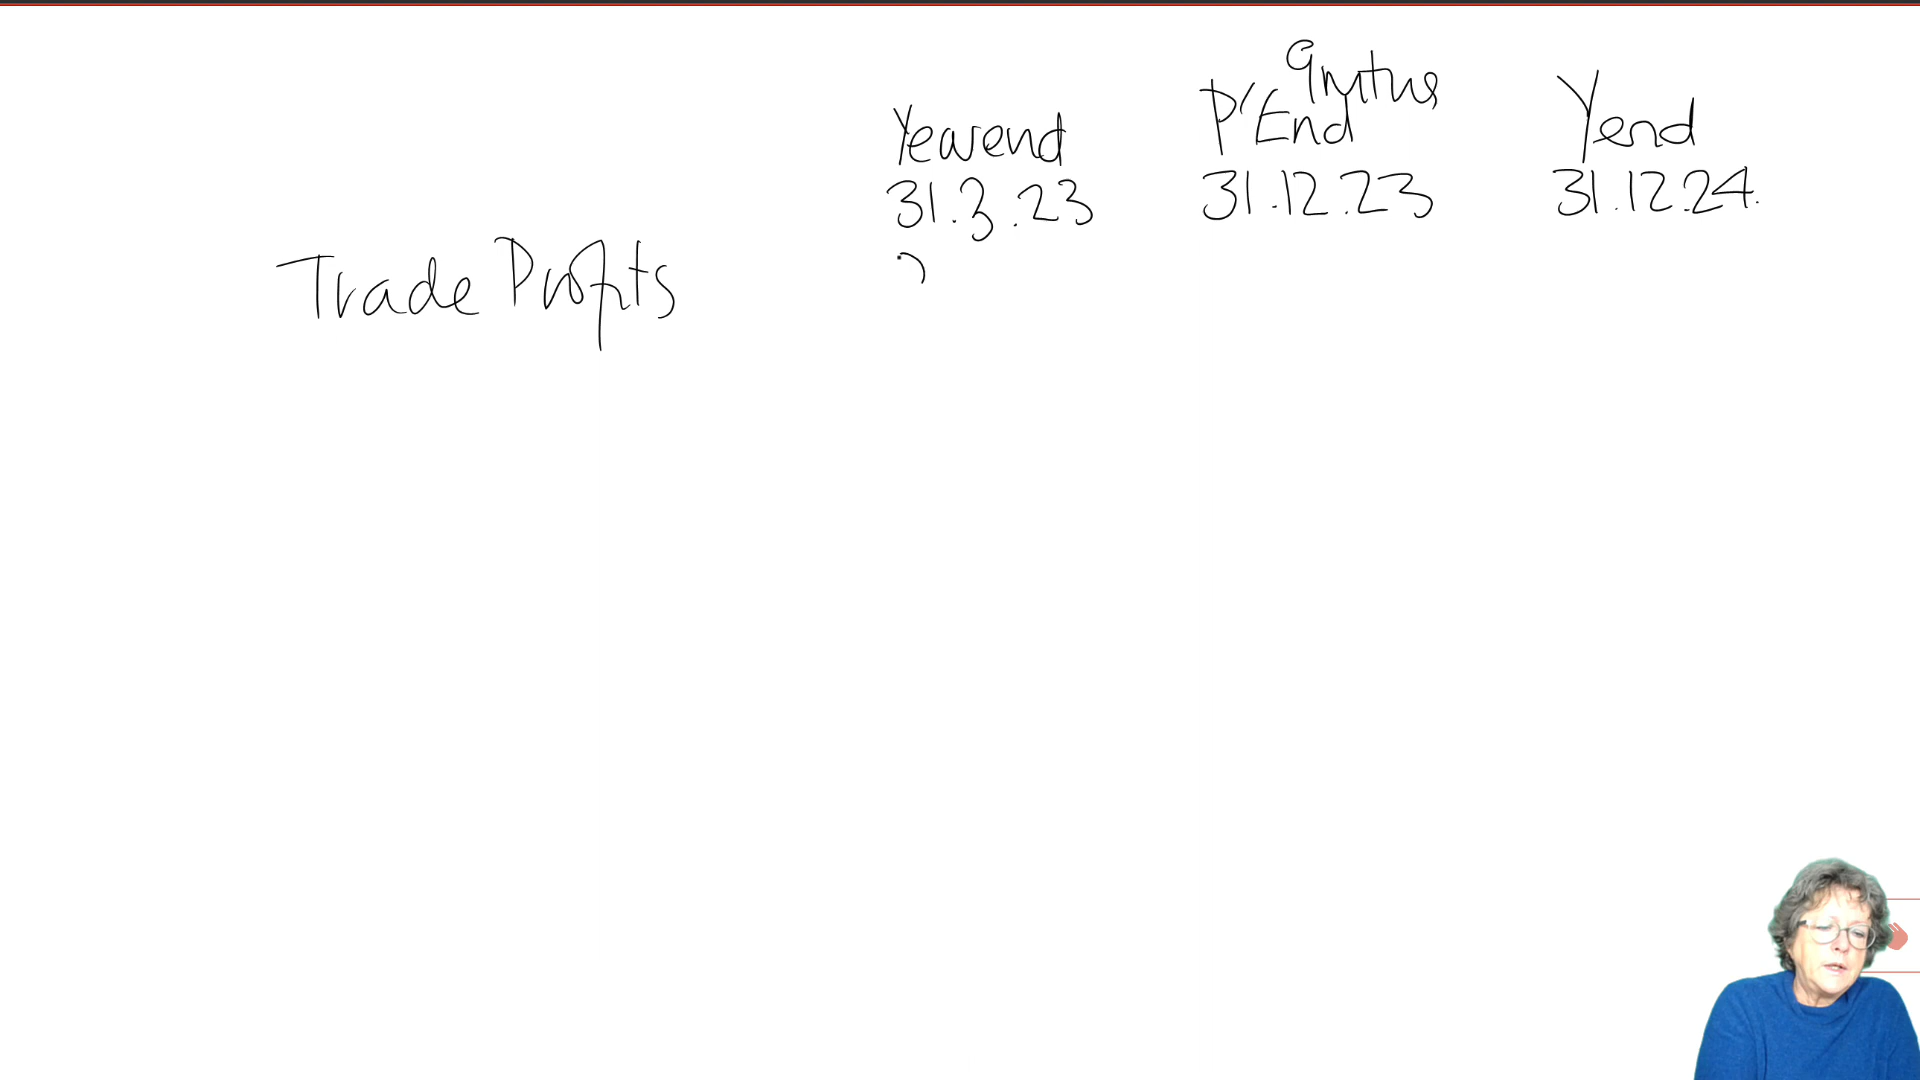 9mths
Yearend
P'End
Yend
31.3.23
31.12.23
31.12.24.
Trade Profits